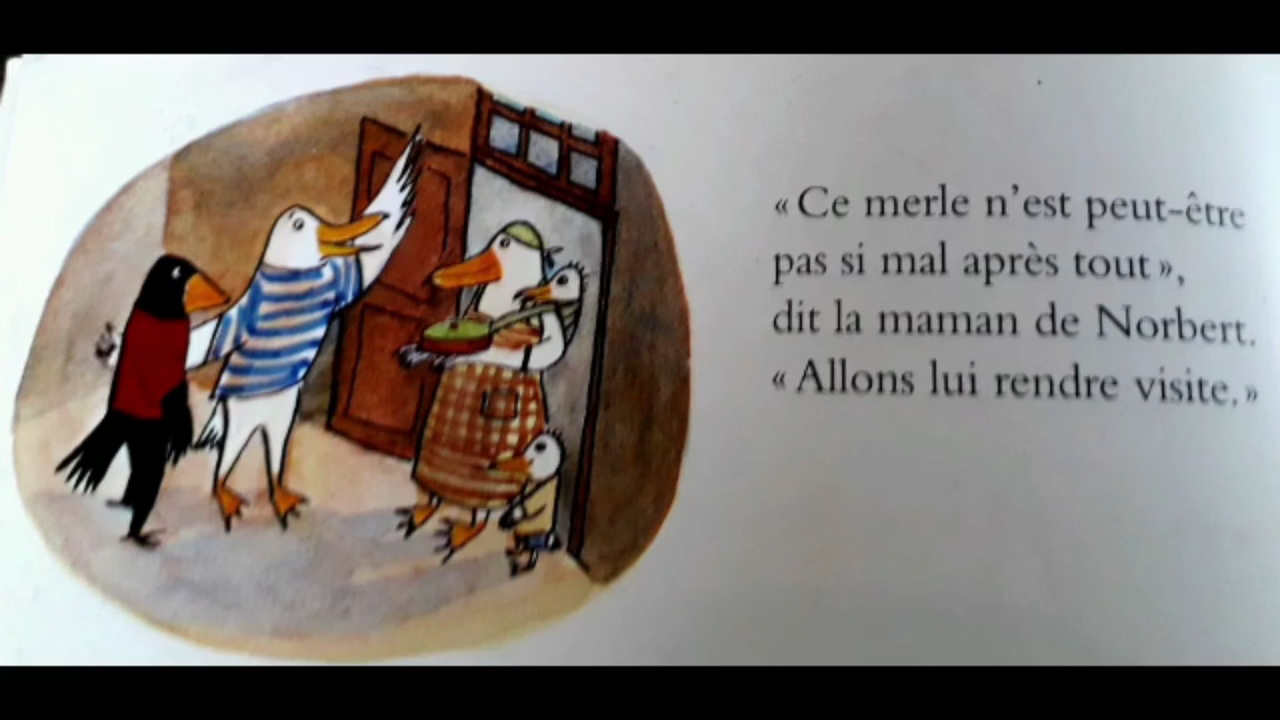 « Ce merle n'est peut-être
pas si mal après tout »,
dit la maman de Norbert.
« Allons lui rendre visite. »